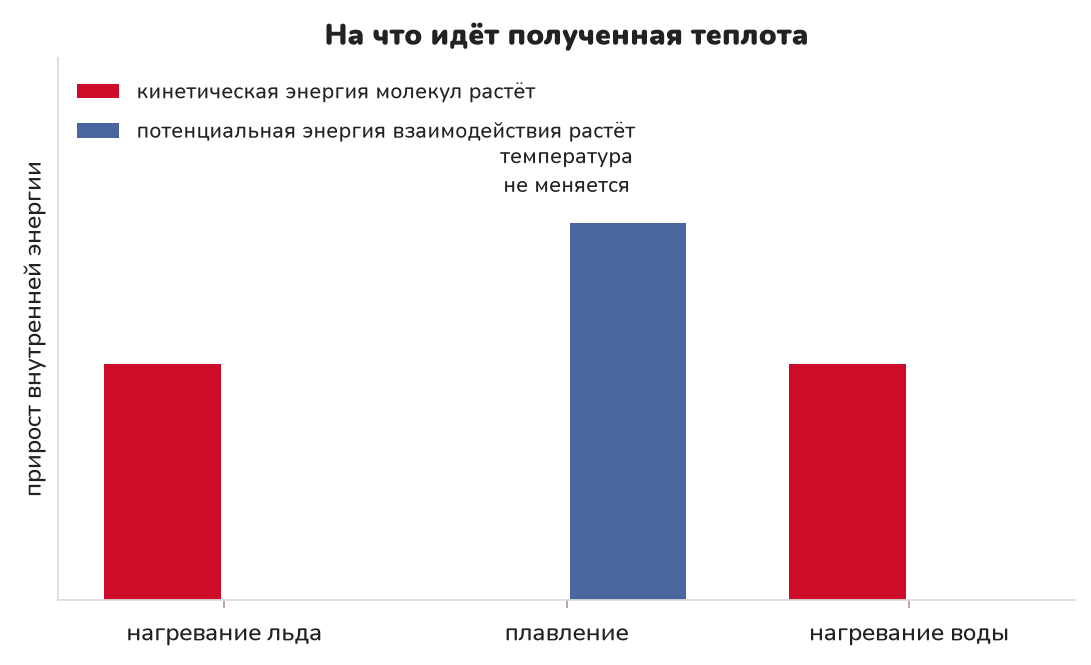 На что идёт полученная теплота
кинетическая энергия молекул растёт
потенциальная энергия взаимодействия растёт
температура
не меняется
прирост внутренней энергии
нагревание льда
плавление
нагревание воды